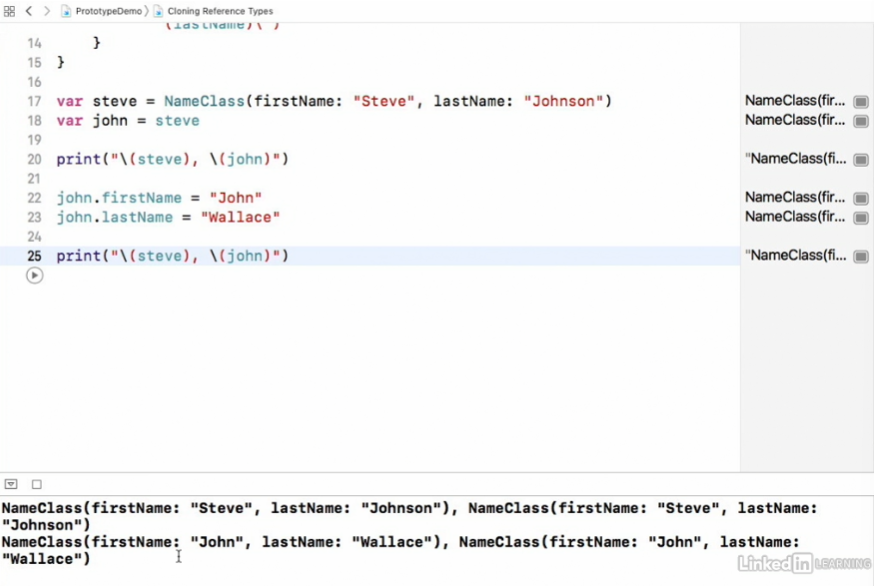 PrototypeDemo Cloning Reference Types
14 }
15 }
16
17 var steve = NameClass(firstName: "Steve", lastName: "Johnson") NameClass(fir...
18 var john = steve NameClass(fir...
19
20 print("\(steve), \(john)") "NameClass(fi...
21
22 john.firstName = "John" NameClass(fir...
23 john.lastName = "Wallace" NameClass(fir...
24
25 print("\(steve), \(john)") "NameClass(fi...
NameClass(firstName: "Steve", lastName: "Johnson"), NameClass(firstName: "Steve", lastName:
"Johnson")
NameClass(firstName: "John", lastName: "Wallace"), NameClass(firstName: "John", lastName:
"Wallace")
Linked in LEARNING